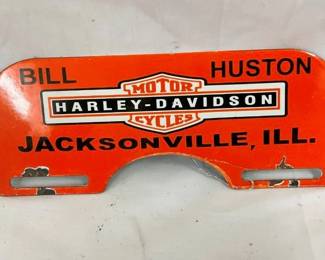 BILL HUSTON
MOTOR
HARLEY-DAVIDSON
CYCLES
JACKSONVILLE, ILL.